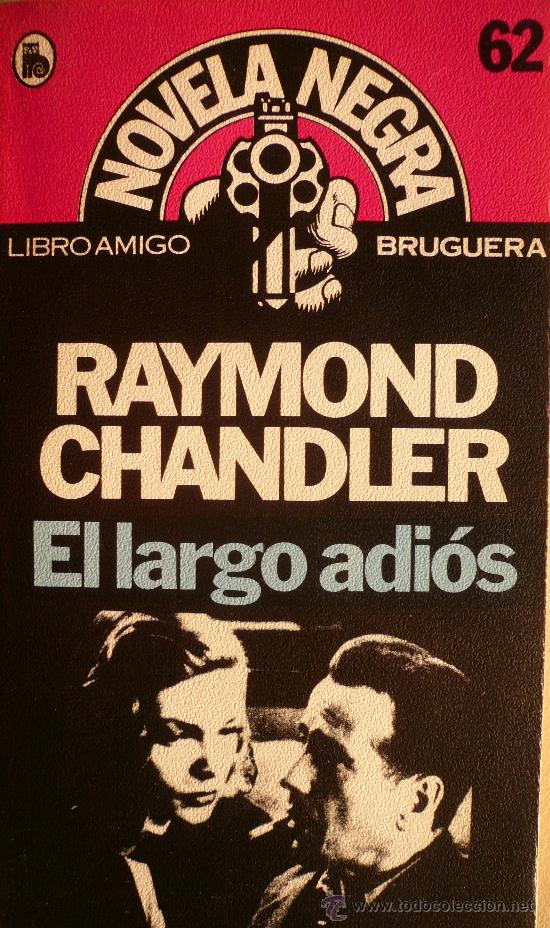 62
NOVELA NEGRA
LIBRO AMIGO
BRUGUERA
RAYMOND
CHANDLER
El largo adiós
www.todocoleccion.net